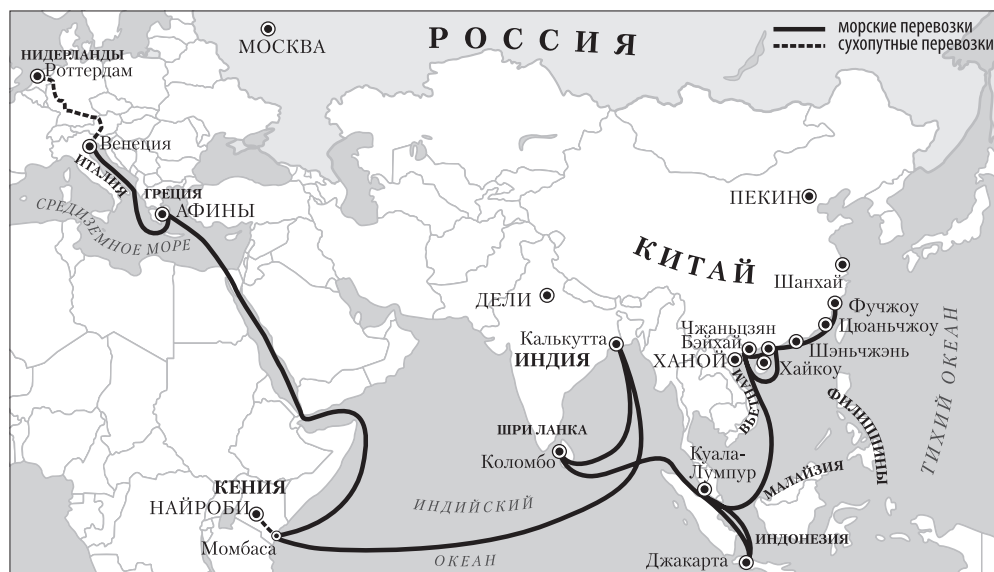 РОССИЯ
морские перевозки
сухопутные перевозки
МОСКВА
НИДЕРЛАНДЫ
Роттердам
Венеция
ИТАЛИЯ
ГРЕЦИЯ
АФИНЫ
СРЕДИЗЕМНОЕ МОРЕ
ПЕКИН
КИТАЙ
Шанхай
ДЕЛИ
Фучжоу
Цюаньчжоу
Чжаньцзян
Калькутта
Бэйхай
Шэньчжэнь
ИНДИЯ
ХАНОЙ
Хайкоу
ВЬЕТНАМ
ТИХИЙ ОКЕАН
ФИЛИППИНЫ
ШРИ ЛАНКА
Коломбо
Куала-
Лумпур
МАЛАЙЗИЯ
КЕНИЯ
НАЙРОБИ
ИНДИЙСКИЙ
Момбаса
ИНДОНЕЗИЯ
ОКЕАН
Джакарта